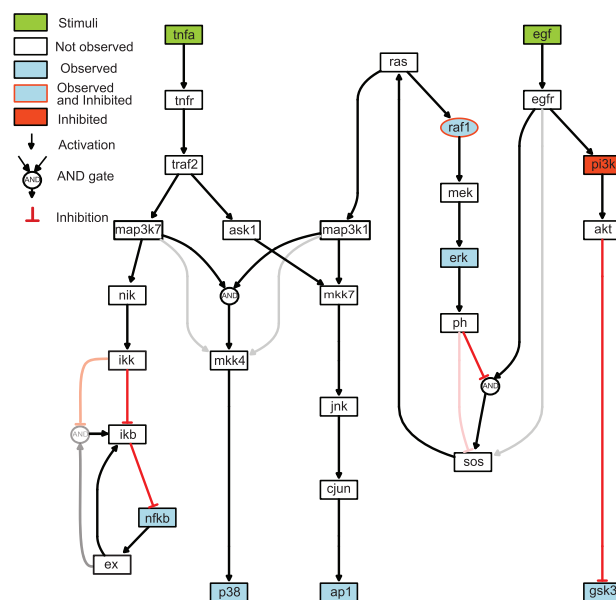 Stimuli
Not observed
Observed
Observed
and Inhibited
Inhibited
Activation
AND
AND gate
Inhibition
tnfa
egf
ras
tnfr
egfr
raf1
traf2
pi3k
mek
map3k7
ask1
map3k1
akt
erk
nik
AND
mkk7
ph
ikk
mkk4
AND
jnk
AND
ikb
sos
cjun
nfkb
ex
p38
ap1
gsk3